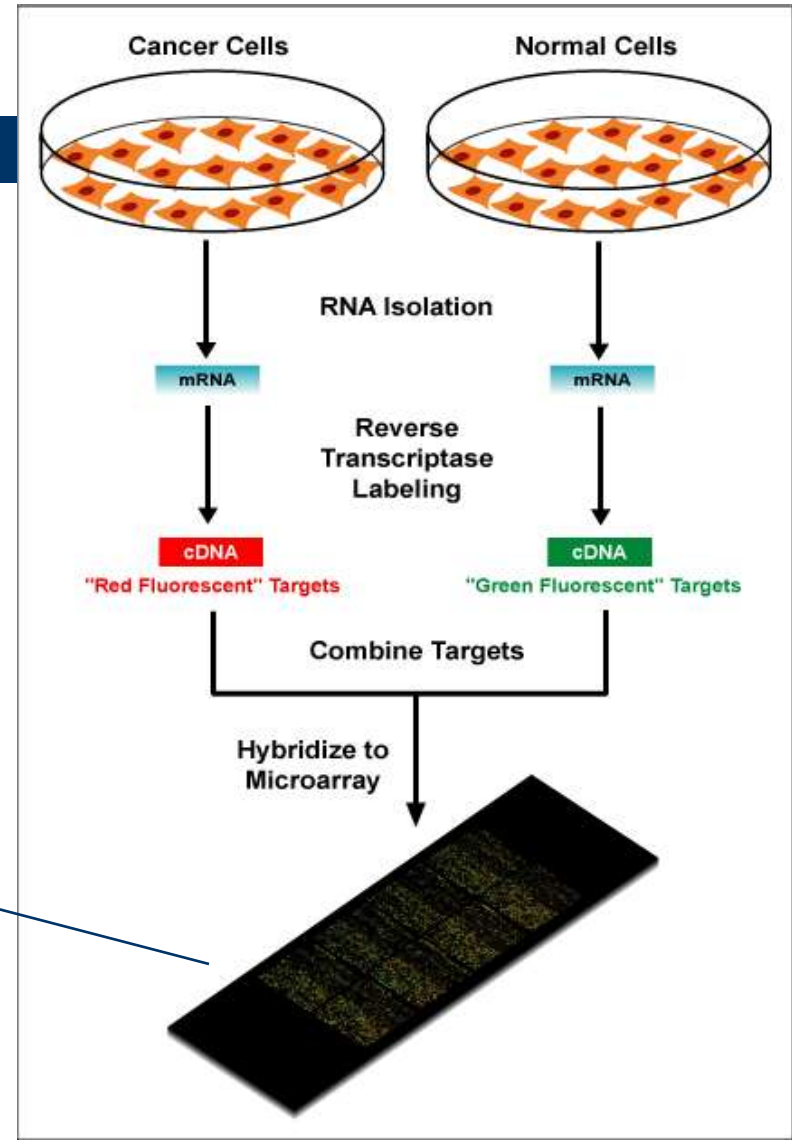 Cancer Cells
Normal Cells
RNA Isolation
mRNA
mRNA
Reverse
Transcriptase
Labeling
cDNA
cDNA
"Red Fluorescent" Targets
"Green Fluorescent" Targets
Combine Targets
Hybridize to
Microarray